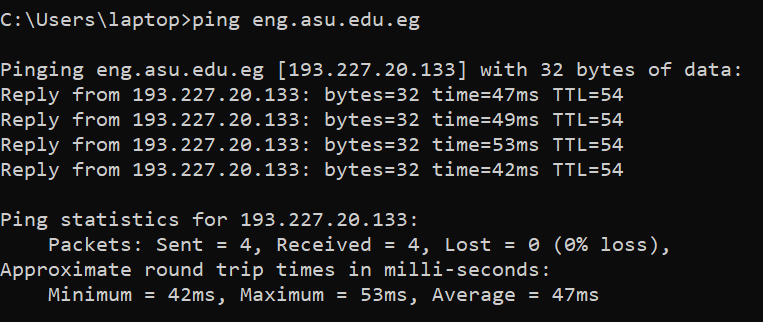 C:\Users\laptop>ping eng.asu.edu.eg
Pinging eng.asu.edu.eg [193.227.20.133] with 32 bytes of data:
Reply from 193.227.20.133: bytes=32 time=47ms TTL=54
Reply from 193.227.20.133: bytes=32 time=49ms TTL=54
Reply from 193.227.20.133: bytes=32 time=53ms TTL=54
Reply from 193.227.20.133: bytes=32 time=42ms TTL=54
Ping statistics for 193.227.20.133:
    Packets: Sent = 4, Received = 4, Lost = 0 (0% loss),
Approximate round trip times in milli-seconds:
    Minimum = 42ms, Maximum = 53ms, Average = 47ms